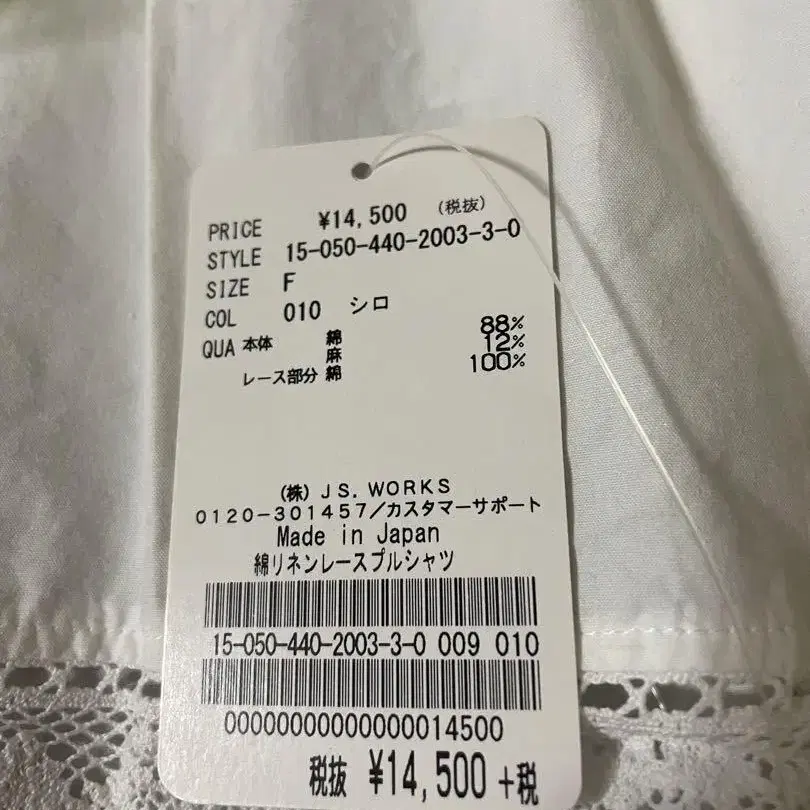 PRICE ¥14,500 (税抜)
STYLE 15-050-440-2003-3-0
SIZE F
COL 010 シロ
QUA 本体 綿 88%
麻 12%
レース部分 綿 100%
(株)JS.WORKS
0120-301457/カスタマーサポート
Made in Japan
綿リネンレースプルシャツ
15-050-440-2003-3-0 009 010
00000000000000014500
税抜 ¥14,500+税